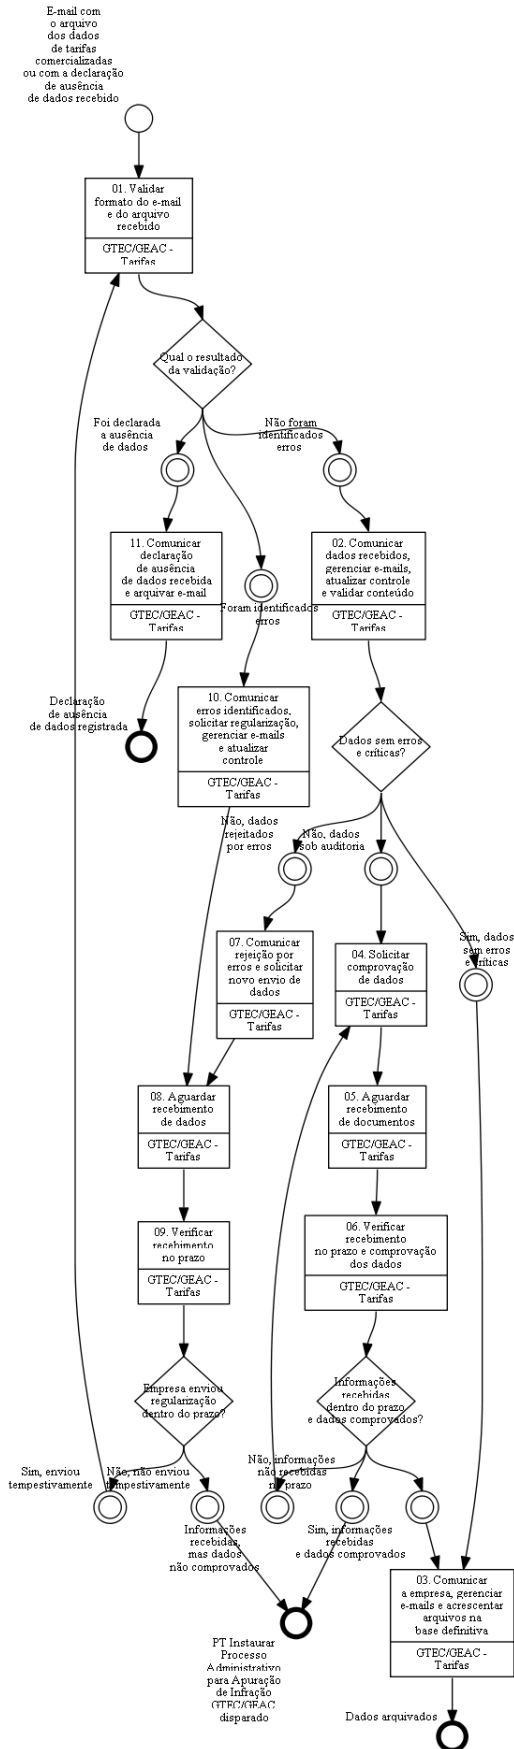 E-mail com
o arquivo
dos dados
de tarifas
comercializadas
ou com a declaração
de ausência
de dados recebido
01. Validar
formato do e-mail
e do arquivo
recebido
GTEC/GEAC -
Tarifas
Qual o resultado
da validação?
Foi declarada
a ausência
de dados
Não foram
identificados
erros
11. Comunicar
declaração
de ausência
de dados recebida
e arquivar e-mail
GTEC/GEAC -
Tarifas
02. Comunicar
dados recebidos,
gerenciar e-mails,
atualizar controle
e validar conteúdo
GTEC/GEAC -
Tarifas
Foram identificados
erros
Declaração
de ausência
de dados registrada
10. Comunicar
erros identificados,
solicitar regularização,
gerenciar e-mails
e atualizar
controle
GTEC/GEAC -
Tarifas
Dados sem erros
e críticas?
Não, dados
rejeitados
por erros
Não, dados
sob auditoria
Sim, dados
sem erros
e críticas
07. Comunicar
rejeição por
erros e solicitar
novo envio de
dados
GTEC/GEAC -
Tarifas
04. Solicitar
comprovação
de dados
GTEC/GEAC -
Tarifas
08. Aguardar
recebimento
de dados
GTEC/GEAC -
Tarifas
05. Aguardar
recebimento
de documentos
GTEC/GEAC -
Tarifas
09. Verificar
recebimento
no prazo
GTEC/GEAC -
Tarifas
06. Verificar
recebimento
no prazo e comprovação
dos dados
GTEC/GEAC -
Tarifas
Empresa enviou
regularização
dentro do prazo?
Informações
recebidas
dentro do prazo
e dados comprovados?
Sim, enviou
tempestivamente
Não, não enviou
tempestivamente
Não, informações
não recebidas
no prazo
Informações
recebidas,
mas dados
não comprovados
Sim, informações
recebidas
e dados comprovados
03. Comunicar
a empresa, gerenciar
e-mails e acrescentar
arquivos na
base definitiva
GTEC/GEAC -
Tarifas
PT Instaurar
Processo
Administrativo
para Apuração
de Infração
GTEC/GEAC
disparado
Dados arquivados